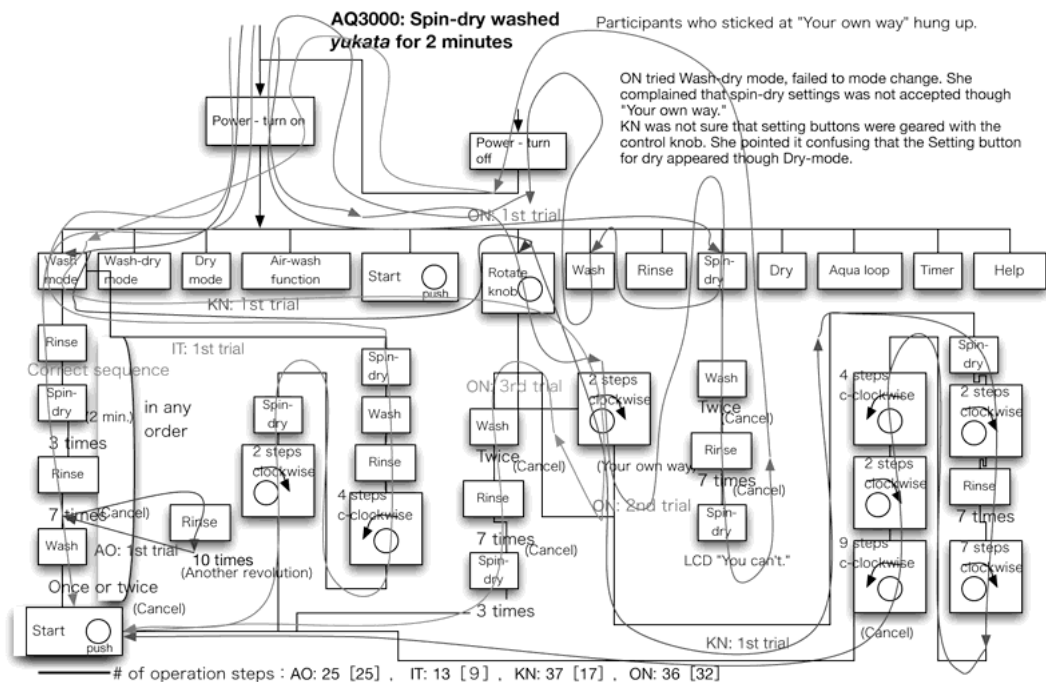 AQ3000: Spin-dry washed
yukata for 2 minutes
Participants who sticked at "Your own way" hung up.
ON tried Wash-dry mode, failed to mode change. She
complained that spin-dry settings was not accepted though
"Your own way."
KN was not sure that setting buttons were geared with the
control knob. She pointed it confusing that the Setting button
for dry appeared though Dry-mode.
Power - turn on
Power - turn
off
ON: 1st trial
Wash
mode
Wash-dry
mode
Dry
mode
Air-wash
function
Start
push
Rotate
knob
Wash
Rinse
Spin-
dry
Dry
Aqua loop
Timer
Help
KN: 1st trial
IT: 1st trial
Rinse
Correct sequence
Spin-
dry
(2 min.)
in any
order
3 times
Rinse
7 times
(Cancel)
Wash
AO: 1st trial
Once or twice
(Cancel)
Start
push
Rinse
10 times
(Another revolution)
Spin-
dry
2 steps
clockwise
Spin-
dry
Wash
Rinse
4 steps
c-clockwise
ON: 3rd trial
Wash
Twice
(Cancel)
Rinse
7 times
(Cancel)
Spin-
dry
3 times
2 steps
clockwise
(Your own way,
ON: 2nd trial
Wash
Twice
(Cancel)
Rinse
7 times
(Cancel)
Spin-
dry
LCD "You can't."
KN: 1st trial
4 steps
c-clockwise
2 steps
clockwise
9 steps
c-clockwise
(Cancel)
Spin-
dry
2 steps
clockwise
Rinse
7 times
7 steps
clockwise
# of operation steps : AO: 25 [25] , IT: 13 [9] , KN: 37 [17] , ON: 36 [32]